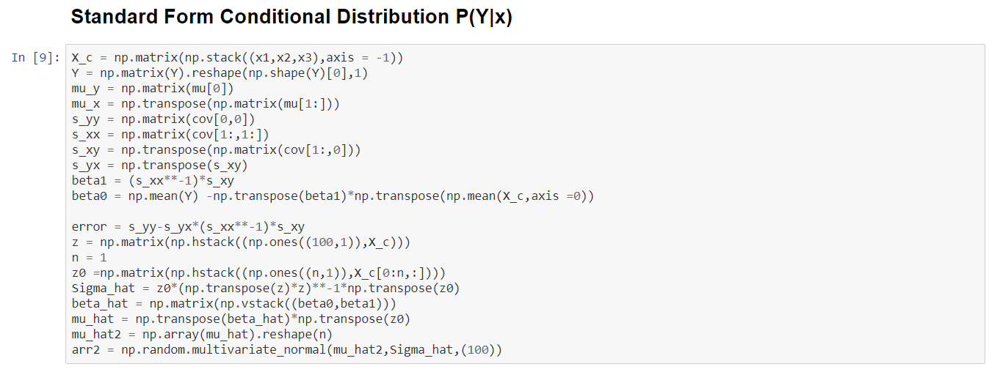 Standard Form Conditional Distribution P(Y|x)
In [9]: X_c = np.matrix(np.stack((x1,x2,x3),axis = -1))
Y = np.matrix(Y).reshape(np.shape(Y)[0],1)
mu_y = np.matrix(mu[0])
mu_x = np.transpose(np.matrix(mu[1:]))
s_yy = np.matrix(cov[0,0])
s_xx = np.matrix(cov[1:,1:])
s_xy = np.transpose(np.matrix(cov[1:,0]))
s_yx = np.transpose(s_xy)
beta1 = (s_xx**-1)*s_xy
beta0 = np.mean(Y) -np.transpose(beta1)*np.transpose(np.mean(X_c,axis =0))
error = s_yy-s_yx*(s_xx**-1)*s_xy
z = np.matrix(np.hstack((np.ones((100,1)),X_c)))
n = 1
z0 =np.matrix(np.hstack((np.ones((n,1)),X_c[0:n,:])))
Sigma_hat = z0*(np.transpose(z)*z)**-1*np.transpose(z0)
beta_hat = np.matrix(np.vstack((beta0,beta1)))
mu_hat = np.transpose(beta_hat)*np.transpose(z0)
mu_hat2 = np.array(mu_hat).reshape(n)
arr2 = np.random.multivariate_normal(mu_hat2,Sigma_hat,(100))